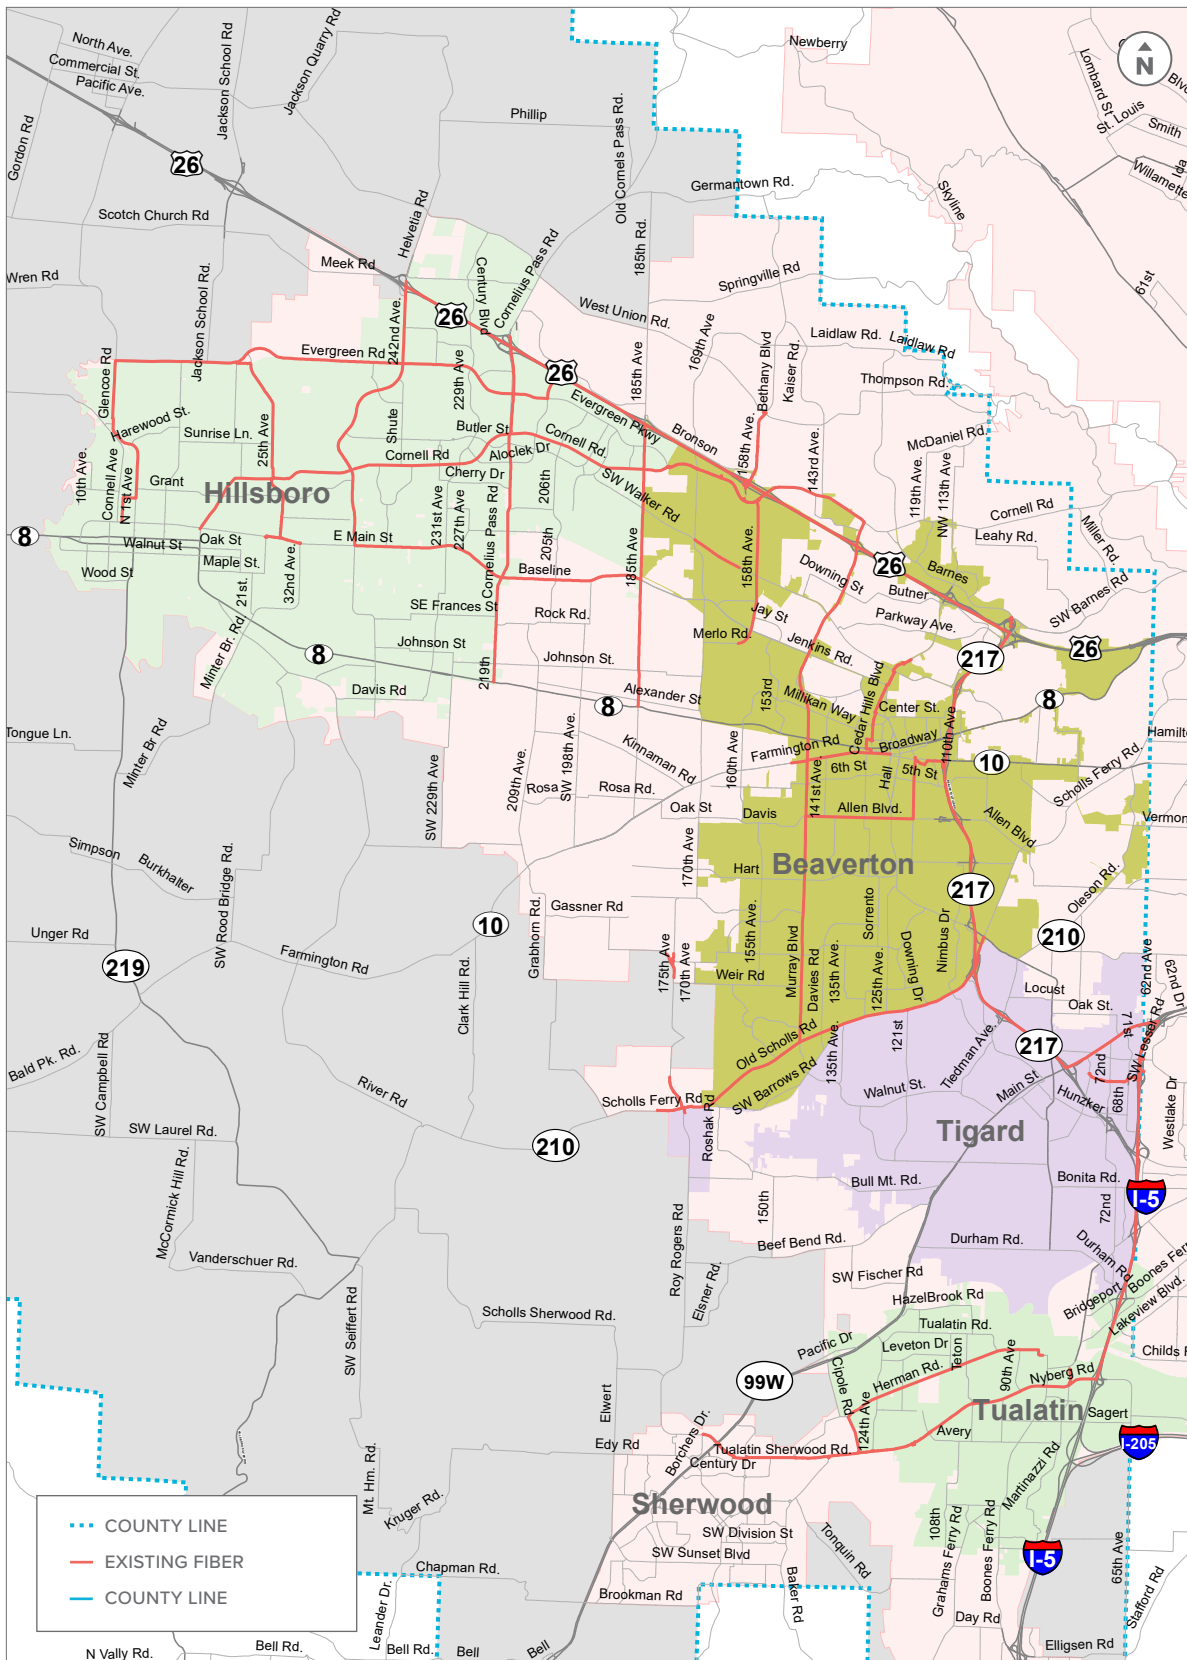 North Ave.
Commercial St.
Pacific Ave.
Gordon Rd
Jackson School Rd
Jackson Quarry Rd
Phillip
Newberry
N
Lombard St
St. Louis
Smith
Willamette
Ida
26
Old Cornels Pass Rd.
Germantown Rd.
Skyline
Scotch Church Rd
Helvetia Rd
185th Rd.
Wren Rd
Meek Rd
Century Blvd
Cornelius Pass Rd
Springville Rd
61st
Jackson School Rd.
242nd Ave.
26
West Union Rd.
169th Ave
Laidlaw Rd.
Laidlaw Rd
Evergreen Rd
Glencoe Rd
229th Ave
26
185th Ave
Bethany Blvd
Kaiser Rd.
Thompson Rd.
Harewood St.
Sunrise Ln.
25th Ave
Shute
Butler St
Evergreen Pkwy
Bronson
McDaniel Rd.
Cornell Rd
Aloclek Dr
Cornell Rd.
158th Ave.
143rd Ave.
119th Ave.
NW 113th Ave
10th Ave.
Connell Ave
N 1st Ave
Grant
Hillsboro
Cherry Dr
206th
SW Walker Rd
Cornell Rd
8
Walnut St
Oak St
E Main St
231st Ave
227th Ave
Cornelius Pass Rd
205th
Leahy Rd.
Miller Rd.
Wood St
Maple St.
21st.
32nd Ave.
Baseline
185th Ave
158th Ave.
Downing St
26
Barnes
Butner
SW Barnes Rd
SE Frances St
Rock Rd.
Jay St
Parkway Ave.
Minter Br. Rd
8
Johnson St
219th
Johnson St.
Merlo Rd.
Jenkins Rd.
217
26
Davis Rd
Alexander St
8
153rd
Millikan Way
Cedar Hills Blvd
Center St.
8
Tongue Ln.
Minter Br Rd
SW 229th Ave
209th Ave
SW 198th Ave.
Kinnaman Rd
160th Ave
Farmington Rd
Broadway
110th Ave
10
Scholls Ferry Rd.
Rosa
Rosa Rd.
6th St
Hall
5th St
Oak St
Davis
141st Ave.
Allen Blvd.
Allen Blvd
Simpson
Burkhalter
SW Rood Bridge Rd.
170th Ave
Hart
Beaverton
217
Oleson Rd.
Unger Rd
219
Farmington Rd
10
Gassner Rd
155th Ave.
Sorrento
Nimbus Dr
210
Clark Hill Rd.
Grabhorn Rd.
175th Ave
170th Ave
Weir Rd
Murray Blvd
Davies Rd
135th Ave.
125th Ave.
Downing Dr
Locust
Oak St.
62nd Ave
62nd Dr
71st
Bald Pk. Rd.
SW Campbell Rd
Old Scholls Rd
121st
Tiedman Ave.
217
SW Lesser Rd
River Rd
Scholls Ferry Rd
SW Barrows Rd
135th Ave.
Walnut St.
Main St
72nd
68th
Hunzker
Westlake Dr
SW Laurel Rd.
210
Roshak Rd
Tigard
McCormick Hill Rd.
Bull Mt. Rd.
Bonita Rd.
150th
72nd
I-5
Vanderschuer Rd.
Roy Rogers Rd
Beef Bend Rd.
Durham Rd.
Durham Rd
Boones Ferry
SW Seiffert Rd
Elsner Rd.
SW Fischer Rd
HazelBrook Rd
Bridgeport
Lakeview Blvd.
Scholls Sherwood Rd.
Pacific Dr
Tualatin Rd.
Leveton Dr
Teton
Childs
99W
Cipole Rd
Herman Rd.
90th Ave
Nyberg Rd
Elwert
124th Ave
Tualatin
Sagert
Edy Rd
Borchers Dr.
Tualatin Sherwood Rd.
Avery
I-205
Century Dr
Mt. Hm. Rd.
Kruger Rd.
Sherwood
Martinazzi Rd
SW Division St
Tonquin Rd
108th
Grahams Ferry Rd
Boones Ferry Rd
I-5
65th Ave
SW Sunset Blvd
Chapman Rd.
Brookman Rd
Baker Rd
Stafford Rd
Leander Dr.
Day Rd
Elligsen Rd
N Vally Rd.
Bell Rd.
Bell Rd.
Bell
Bell
COUNTY LINE
EXISTING FIBER
COUNTY LINE